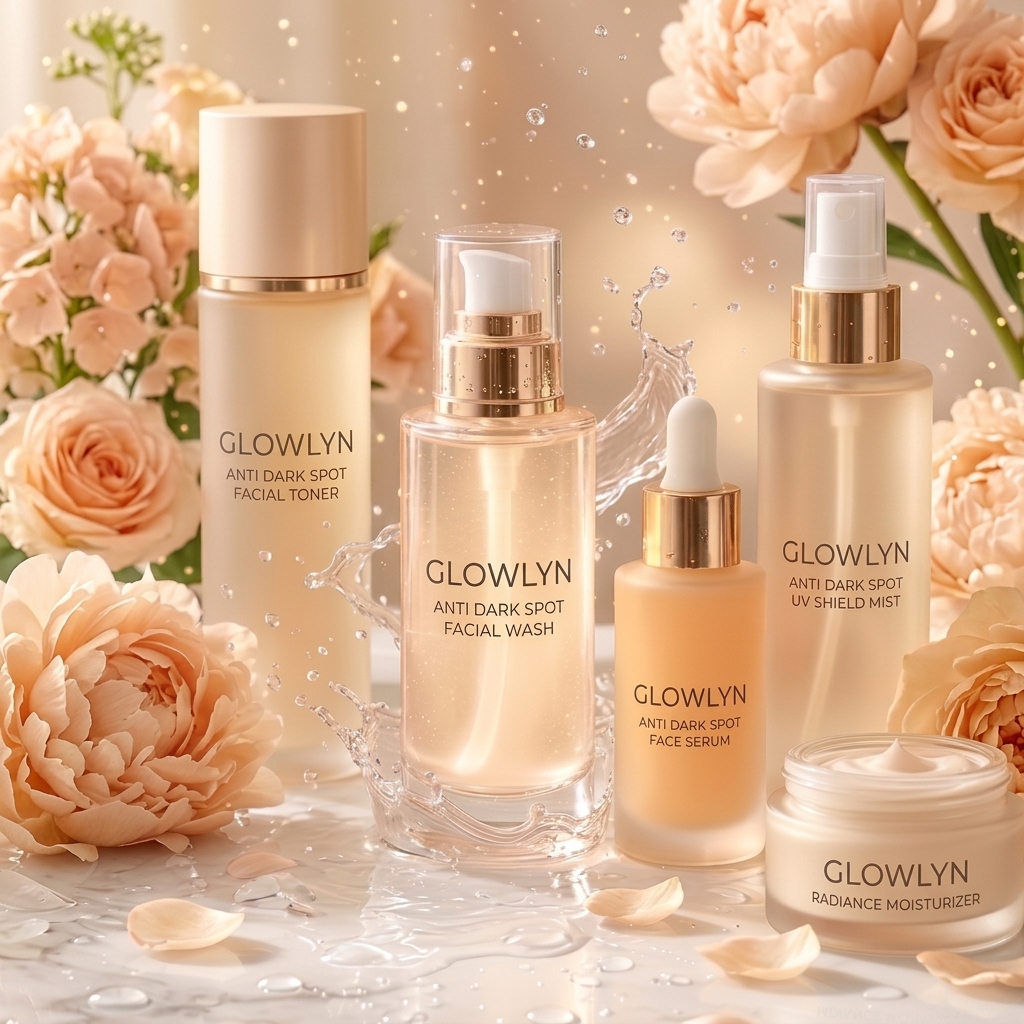 GLOWLYN
ANTI DARK SPOT
FACIAL TONER
GLOWLYN
ANTI DARK SPOT
FACIAL WASH
GLOWLYN
ANTI DARK SPOT
FACE SERUM
GLOWLYN
ANTI DARK SPOT
UV SHIELD MIST
GLOWLYN
RADIANCE MOISTURIZER